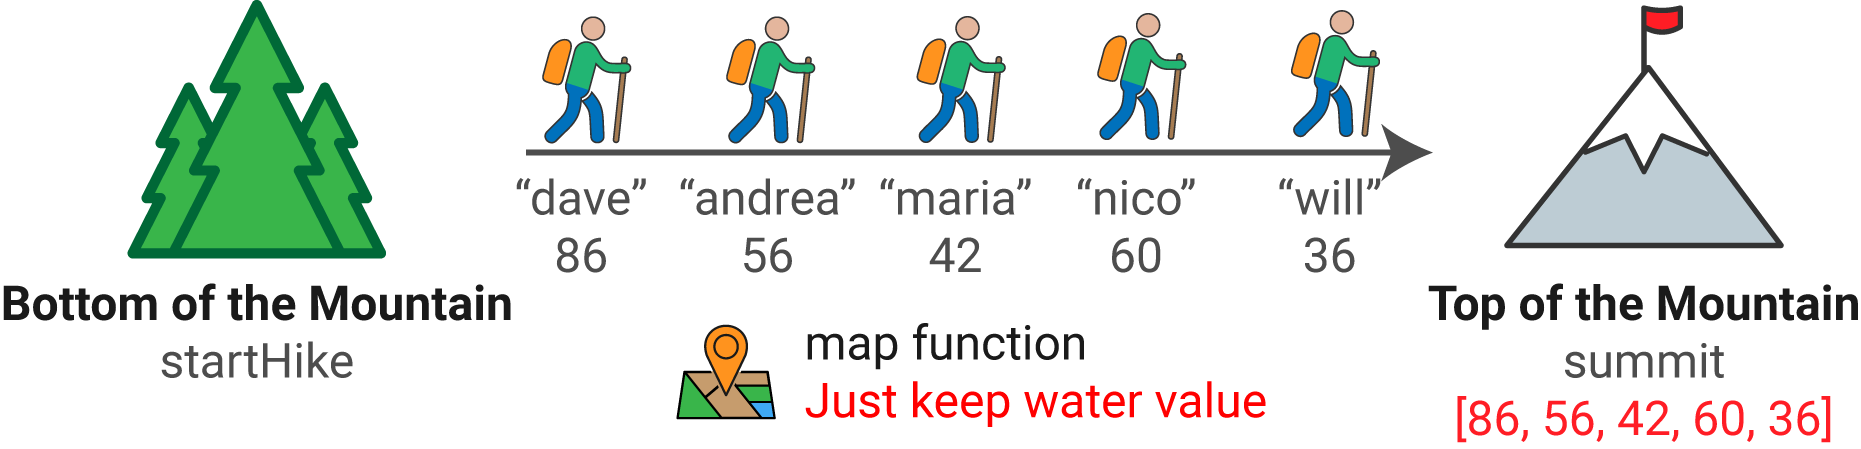 “dave” “andrea” “maria” “nico” “will”
86 56 42 60 36
Bottom of the Mountain
startHike
map function
Just keep water value
Top of the Mountain
summit
[86, 56, 42, 60, 36]